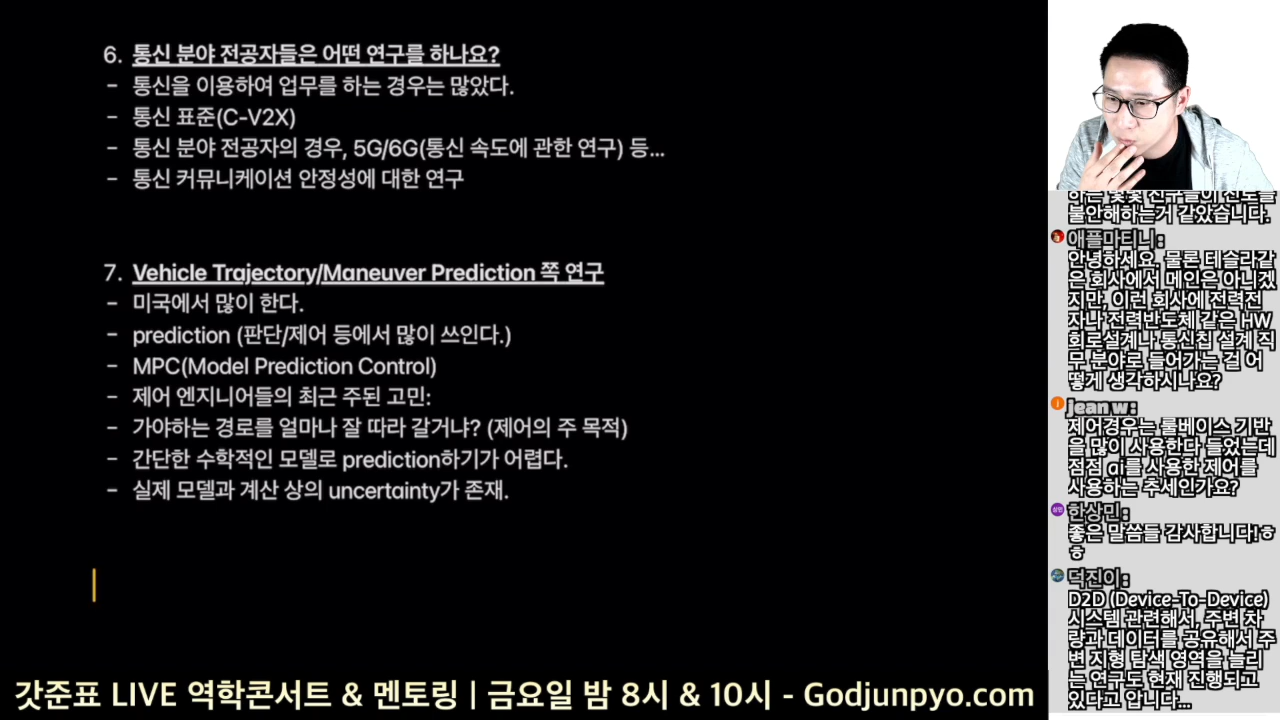 6. 통신 분야 전공자들은 어떤 연구를 하나요?
- 통신을 이용하여 업무를 하는 경우는 많았다.
- 통신 표준(C-V2X)
- 통신 분야 전공자의 경우, 5G/6G(통신 속도에 관한 연구) 등...
- 통신 커뮤니케이션 안정성에 대한 연구
7. Vehicle Trajectory/Maneuver Prediction 쪽 연구
- 미국에서 많이 한다.
- prediction (판단/제어 등에서 많이 쓰인다.)
- MPC(Model Prediction Control)
- 제어 엔지니어들의 최근 주된 고민:
- 가야하는 경로를 얼마나 잘 따라 갈거냐? (제어의 주 목적)
- 간단한 수학적인 모델로 prediction하기가 어렵다.
- 실제 모델과 계산 상의 uncertainty가 존재.
하는 몇몇 친구들이 진로를
불안해하는거 같았습니다.
애플마티니:
안녕하세요, 물론 테슬라같
은 회사에서 메인은 아니겠
지만, 이런 회사에 전력전
자나 전력반도체 같은 HW
회로설계나 통신칩 설계 직
무 분야로 들어가는 걸 어
떻게 생각하시나요?
jean w:
제어경우는 룰베이스 기반
을 많이 사용한다 들었는데
점점 ai를 사용한 제어를
사용하는 추세인가요?
한상민:
좋은 말씀들 감사합니다!ㅎ
ㅎ
덕진이:
D2D (Device-To-Device)
시스템 관련해서, 주변 차
량과 데이터를 공유해서 주
변 지형 탐색 영역을 늘리
는 연구도 현재 진행되고
있다고 압니다...
갓준표 LIVE 역학콘서트 & 멘토링 | 금요일 밤 8시 & 10시 - Godjunpyo.com